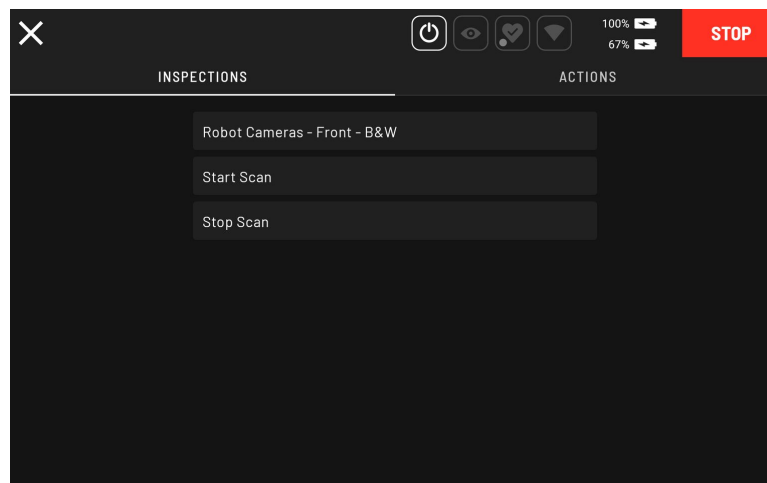 100%
67%
STOP
INSPECTIONS
ACTIONS
Robot Cameras - Front - B&W
Start Scan
Stop Scan